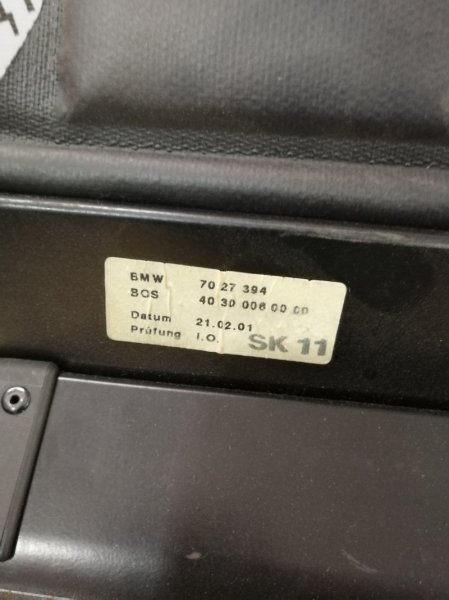 BMW 70 27 394
BOS 40 30 006 00 00
Datum 21.02.01
Prüfung i.O. SK 11